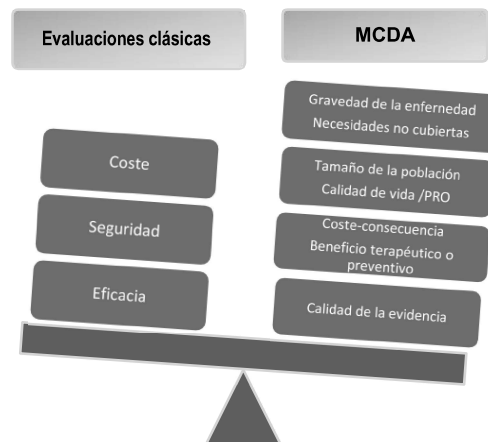 Evaluaciones clásicas
MCDA
Coste
Seguridad
Eficacia
Gravedad de la enfernedad
Necesidades no cubiertas
Tamaño de la población
Calidad de vida /PRO
Coste-consecuencia
Beneficio terapéutico o
preventivo
Calidad de la evidencia